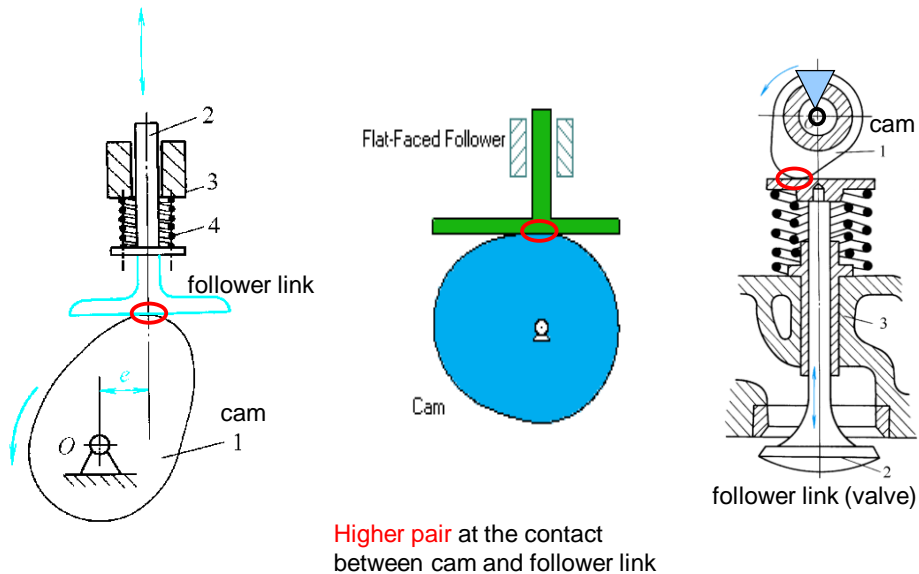 2
3
4
follower link
e
cam
O
1
Flat-Faced Follower
Cam
cam
1
3
2
follower link (valve)
Higher pair at the contact
between cam and follower link